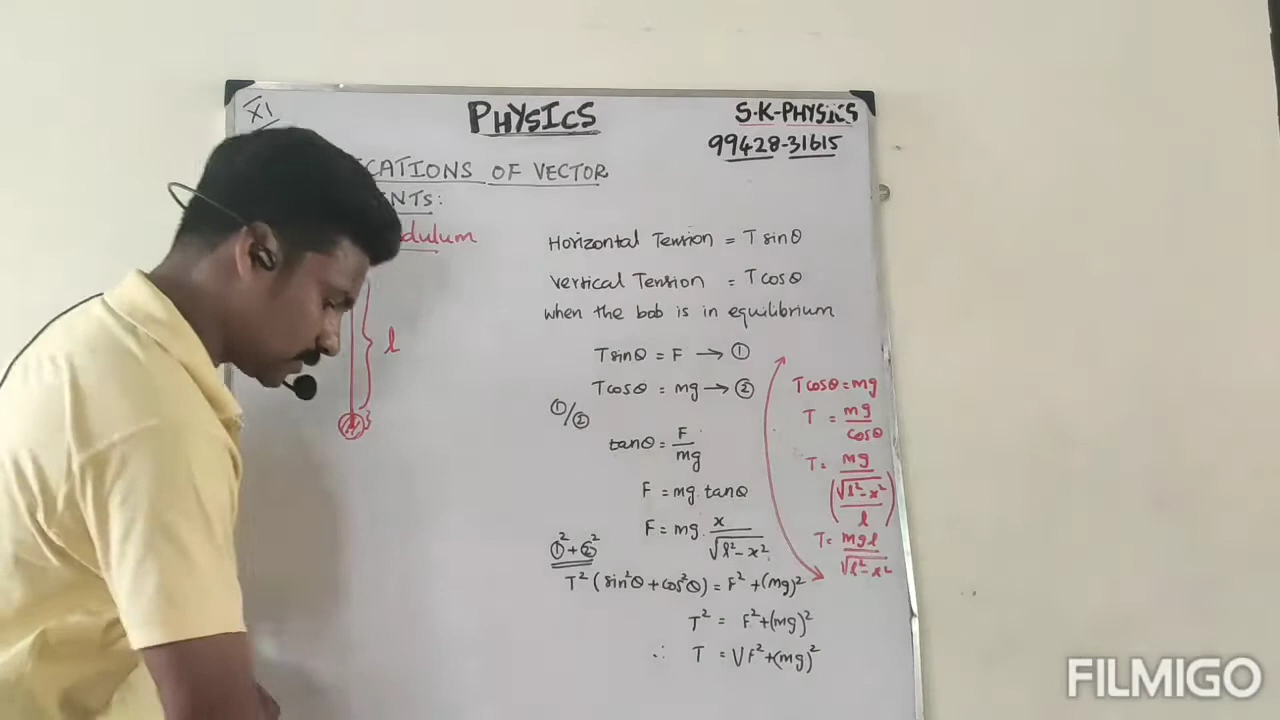 XI
PHYSICS
S.K-PHYSICS
99428-31615
CATIONS OF VECTOR
NTS:
dulum
l
Horizontal Tension = T sinθ
vertical Tension = T cosθ
when the bob is in equilibrium
Tsinθ = F → ①
Tcosθ = mg → ②
①/②
tanθ = F/mg
F = mg. tanθ
F = mg. x/√l²-x²
①²+②²
T² (sin²θ + cos²θ) = F² + (mg)²
T² = F²+(mg)²
∴ T = √F²+(mg)²
Tcosθ = mg
T = mg/cosθ
T = mg/(√l²-x²/l)
T = mgl/√l²-x²
FILMIGO